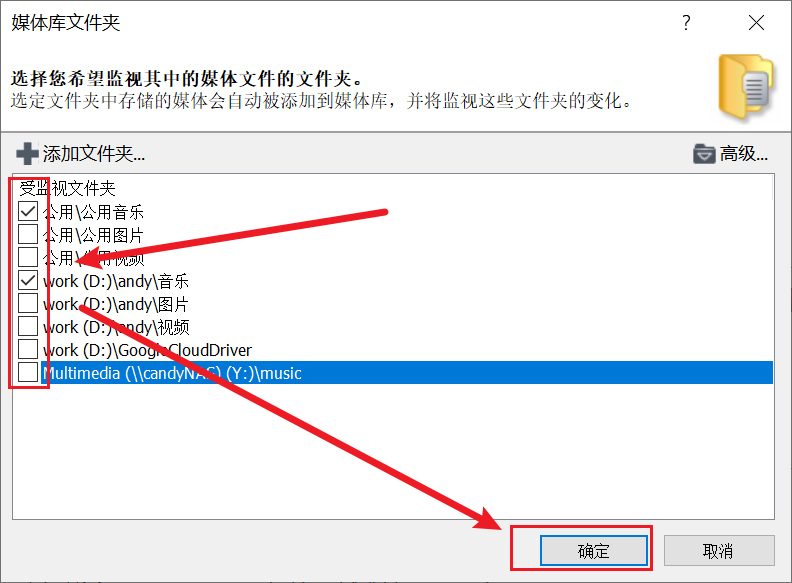 媒体库文件夹
选择您希望监视其中的媒体文件的文件夹。
选定文件夹中存储的媒体会自动被添加到媒体库，并将监视这些文件夹的变化。
添加文件夹... 高级...
受监视文件夹
公用\公用音乐
公用\公用图片
公用\公用视频
work (D:)\andy\音乐
work (D:)\andy\图片
work (D:)\andy\视频
work (D:)\GoogleCloudDriver
Multimedia (\\candyNAS) (Y:)\music
确定 取消